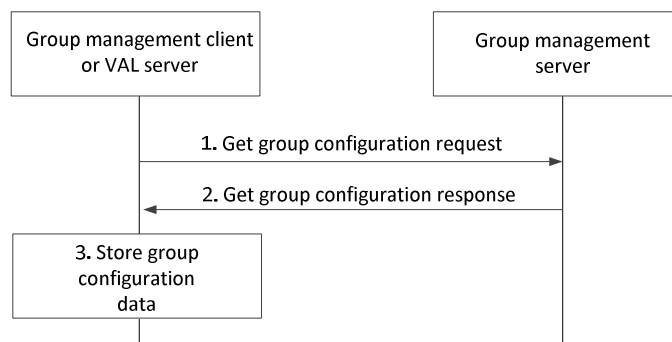 Group management client
or VAL server
Group management
server
1. Get group configuration request
2. Get group configuration response
3. Store group
configuration
data